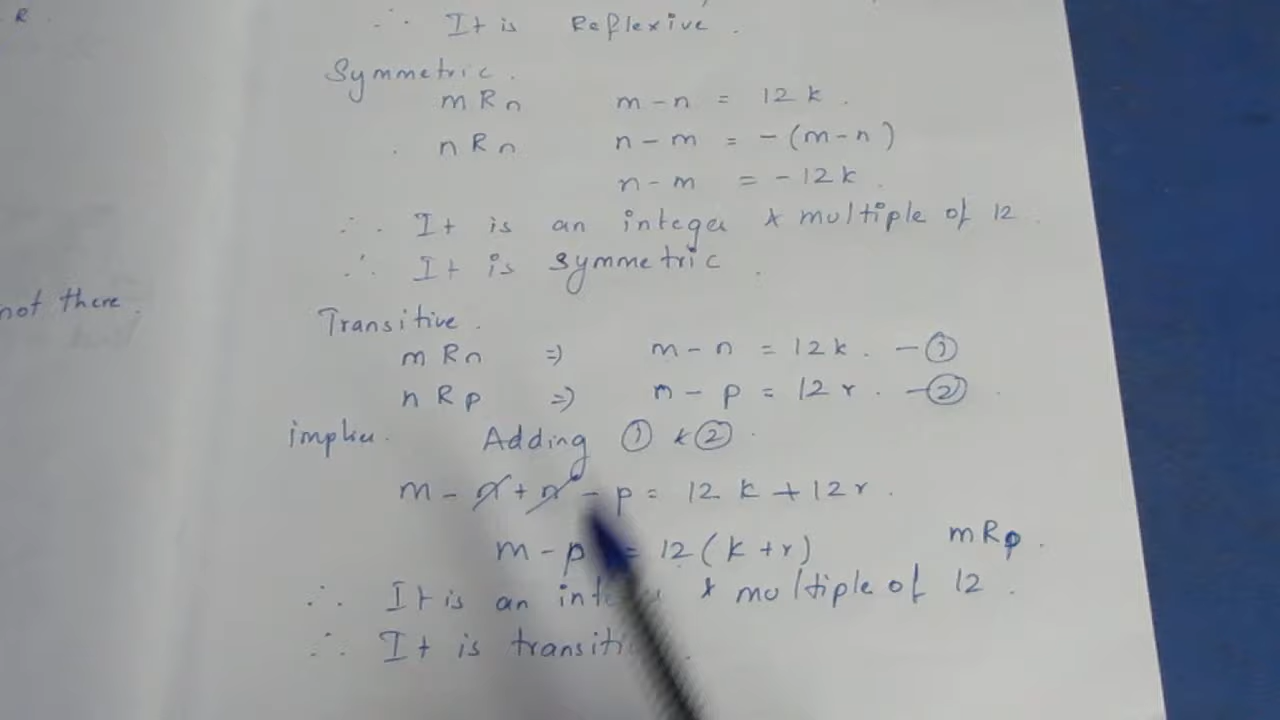 R
∴ It is Reflexive .
Symmetric .
m R n m - n = 12 k .
. n R n n - m = - (m - n)
n - m = - 12 k .
∴ It is an integer & multiple of 12 .
∴ It is symmetric .
not there .
Transitive .
m R n => m - n = 12 k . - ①
n R p => n - p = 12 r . - ②
implies . Adding ① & ② .
m - n + n - p = 12 k + 12 r .
m - p = 12 ( k + r ) m R p .
∴ It is an & multiple of 12 .
∴ It is